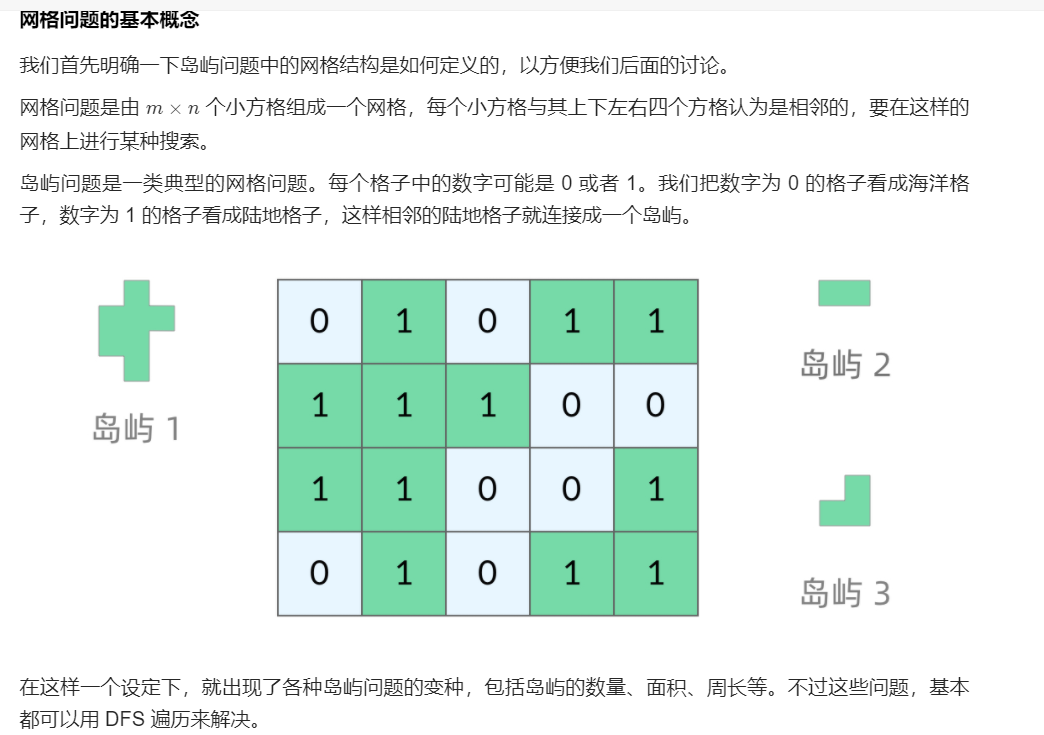 网格问题的基本概念
我们首先明确一下岛屿问题中的网格结构是如何定义的，以方便我们后面的讨论。
网格问题是由 m × n 个小方格组成一个网格，每个小方格与其上下左右四个方格认为是相邻的，要在这样的
网格上进行某种搜索。
岛屿问题是一类典型的网格问题。每个格子中的数字可能是 0 或者 1。我们把数字为 0 的格子看成海洋格
子，数字为 1 的格子看成陆地格子，这样相邻的陆地格子就连接成一个岛屿。
0 1 0 1 1
岛屿 2
1 1 1 0 0
岛屿 1
1 1 0 0 1
0 1 0 1 1
岛屿 3
在这样一个设定下，就出现了各种岛屿问题的变种，包括岛屿的数量、面积、周长等。不过这些问题，基本
都可以用 DFS 遍历来解决。